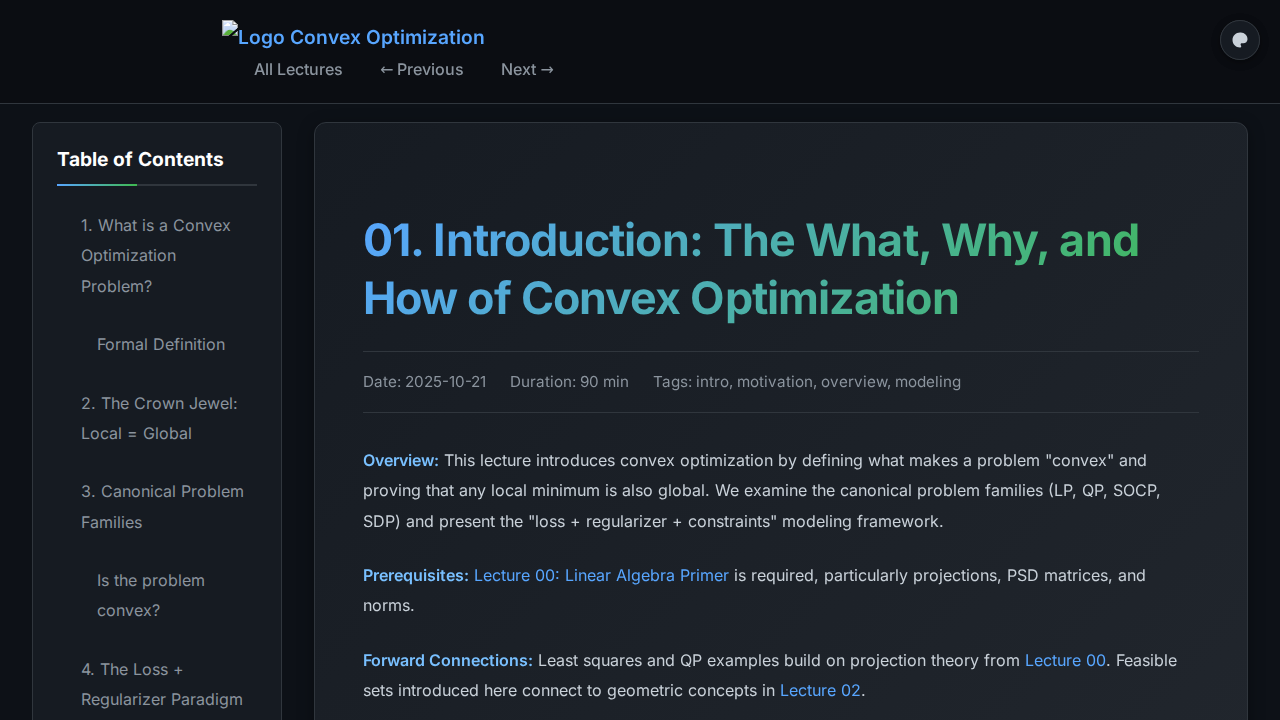 Logo Convex Optimization
All Lectures ← Previous Next →
Table of Contents
1. What is a Convex
Optimization
Problem?
Formal Definition
2. The Crown Jewel:
Local = Global
3. Canonical Problem
Families
Is the problem
convex?
4. The Loss +
Regularizer Paradigm
01. Introduction: The What, Why, and
How of Convex Optimization
Date: 2025-10-21 Duration: 90 min Tags: intro, motivation, overview, modeling
Overview: This lecture introduces convex optimization by defining what makes a problem "convex" and
proving that any local minimum is also global. We examine the canonical problem families (LP, QP, SOCP,
SDP) and present the "loss + regularizer + constraints" modeling framework.
Prerequisites: Lecture 00: Linear Algebra Primer is required, particularly projections, PSD matrices, and
norms.
Forward Connections: Least squares and QP examples build on projection theory from Lecture 00. Feasible
sets introduced here connect to geometric concepts in Lecture 02.